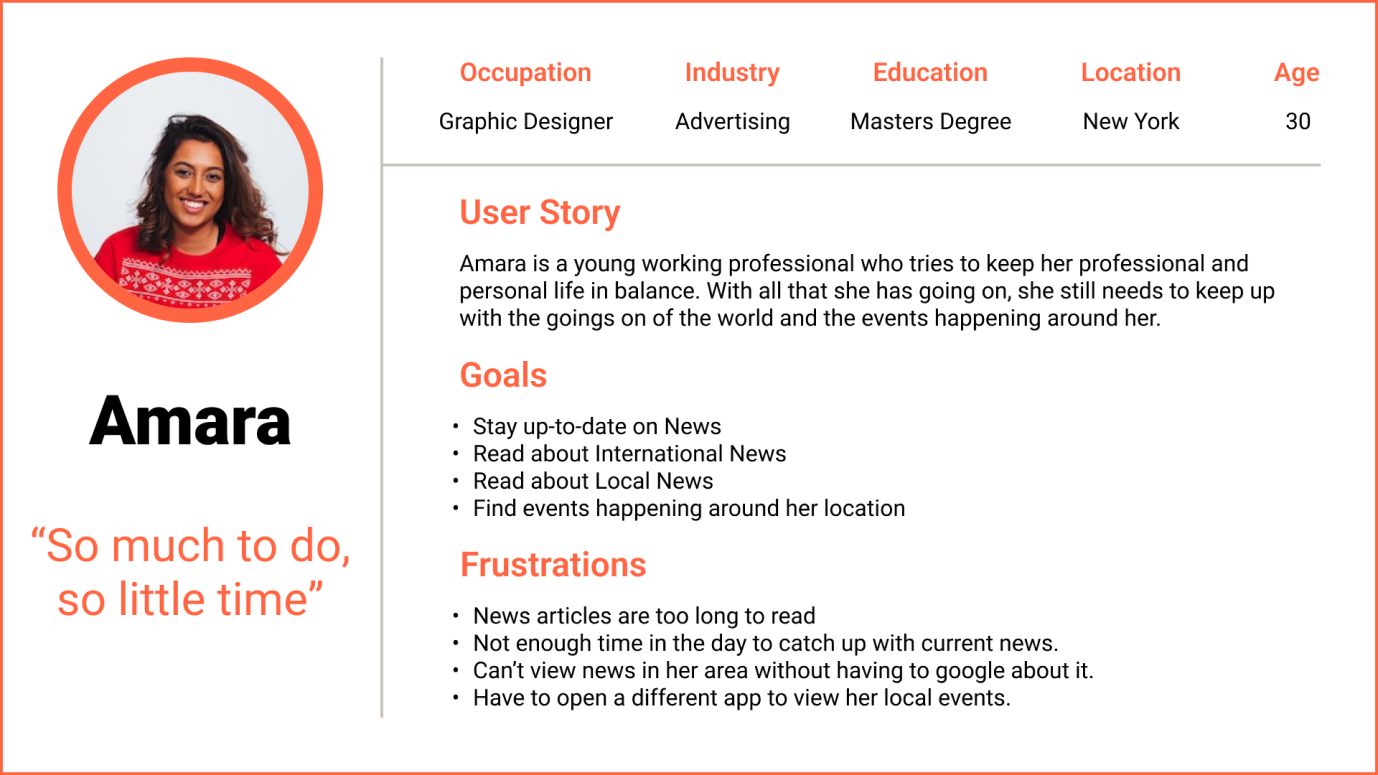 Occupation Industry Education Location Age
Graphic Designer Advertising Masters Degree New York 30
Amara
“So much to do,
so little time”
User Story
Amara is a young working professional who tries to keep her professional and
personal life in balance. With all that she has going on, she still needs to keep up
with the goings on of the world and the events happening around her.
Goals
• Stay up-to-date on News
• Read about International News
• Read about Local News
• Find events happening around her location
Frustrations
• News articles are too long to read
• Not enough time in the day to catch up with current news.
• Can’t view news in her area without having to google about it.
• Have to open a different app to view her local events.